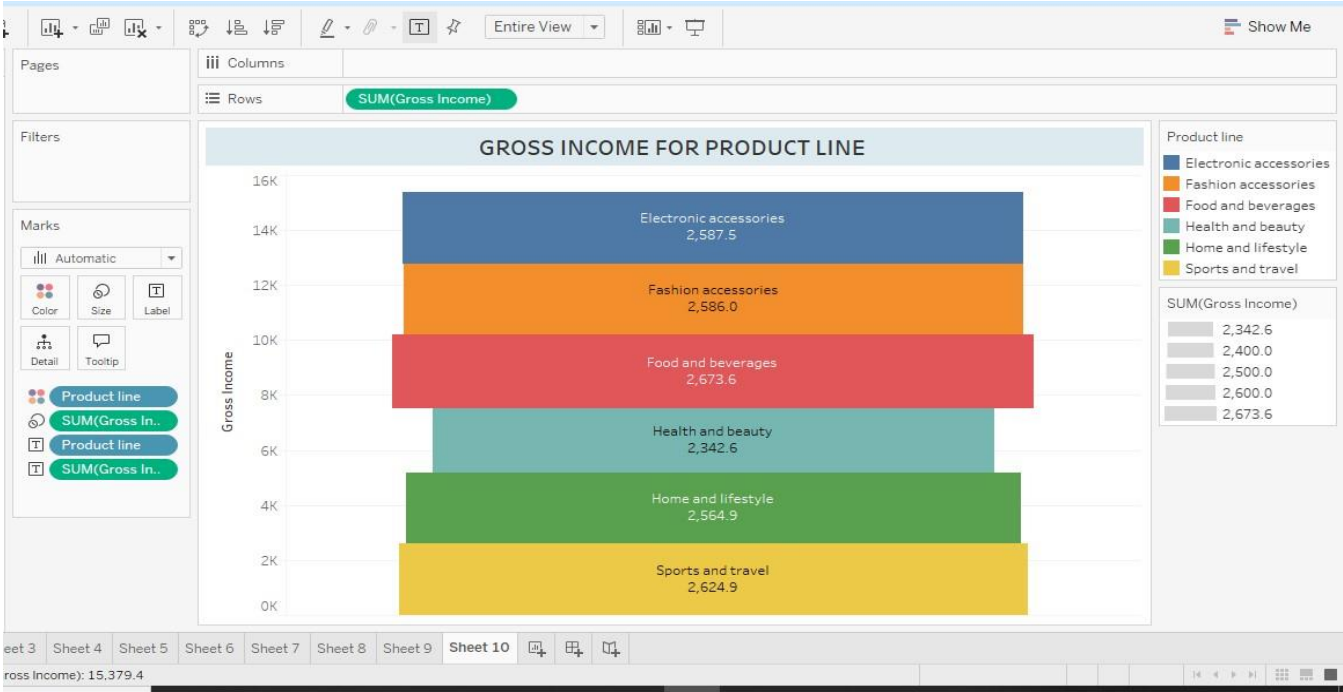 Entire View
Show Me
Pages
Columns
Rows
SUM(Gross Income)
Filters
Marks
Automatic
Color
Size
Label
Detail
Tooltip
Product line
SUM(Gross In..
Product line
SUM(Gross In..
GROSS INCOME FOR PRODUCT LINE
Gross Income
16K
14K
12K
10K
8K
6K
4K
2K
0K
Electronic accessories
2,587.5
Fashion accessories
2,586.0
Food and beverages
2,673.6
Health and beauty
2,342.6
Home and lifestyle
2,564.9
Sports and travel
2,624.9
Product line
Electronic accessories
Fashion accessories
Food and beverages
Health and beauty
Home and lifestyle
Sports and travel
SUM(Gross Income)
2,342.6
2,400.0
2,500.0
2,600.0
2,673.6
eet 3 Sheet 4 Sheet 5 Sheet 6 Sheet 7 Sheet 8 Sheet 9 Sheet 10
ross Income): 15,379.4